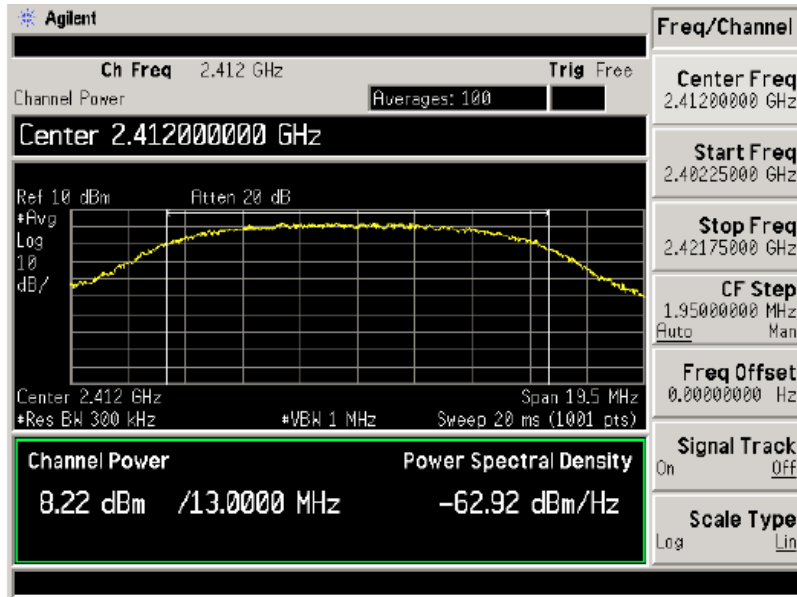 Agilent
Freq/Channel
Ch Freq 2.412 GHz Trig Free
Channel Power Averages: 100
Center 2.412000000 GHz
Ref 10 dBm Atten 20 dB
#Avg
Log
10
dB/
Center 2.412 GHz Span 19.5 MHz
#Res BW 300 kHz #VBW 1 MHz Sweep 20 ms (1001 pts)
Channel Power Power Spectral Density
8.22 dBm /13.0000 MHz -62.92 dBm/Hz
Center Freq
2.41200000 GHz
Start Freq
2.40225000 GHz
Stop Freq
2.42175000 GHz
CF Step
1.95000000 MHz
Auto Man
Freq Offset
0.00000000 Hz
Signal Track
On Off
Scale Type
Log Lin